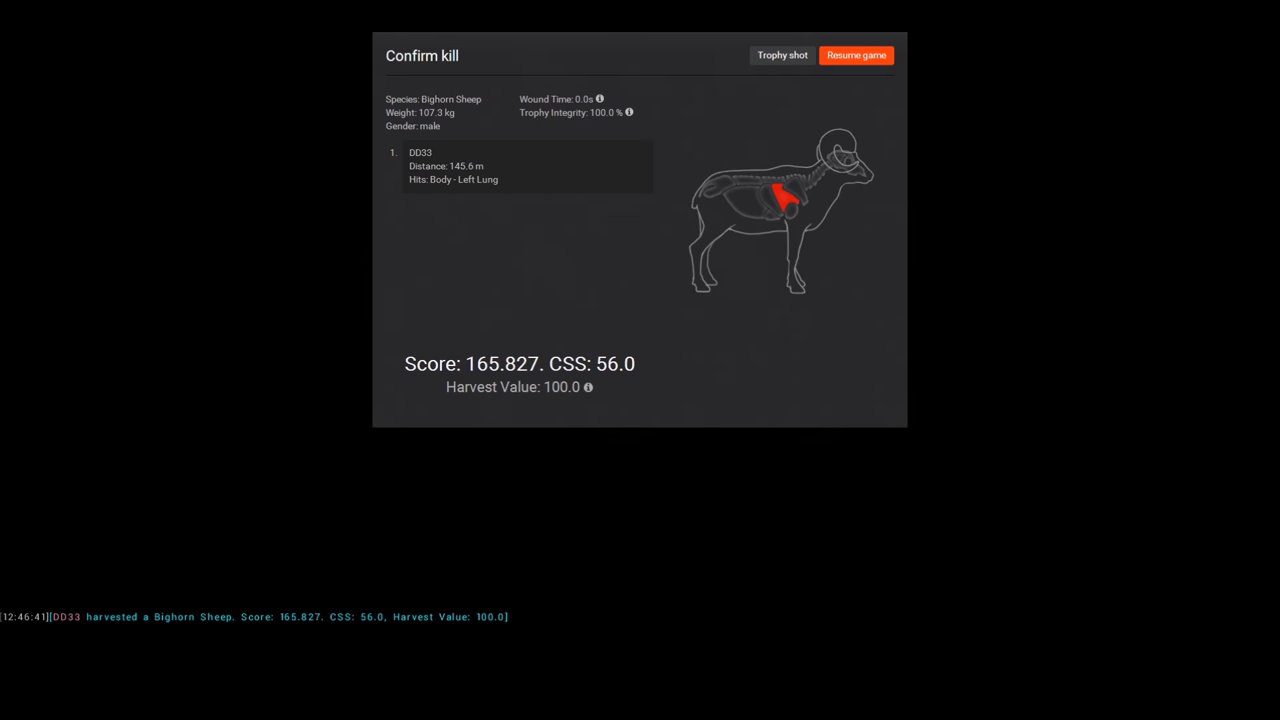 Confirm kill
Trophy shot
Resume game
Species: Bighorn Sheep
Weight: 107.3 kg
Gender: male
Wound Time: 0.0s
Trophy Integrity: 100.0 %
1.
DD33
Distance: 145.6 m
Hits: Body - Left Lung
Score: 165.827. CSS: 56.0
Harvest Value: 100.0
[12:46:41][DD33 harvested a Bighorn Sheep. Score: 165.827. CSS: 56.0, Harvest Value: 100.0]